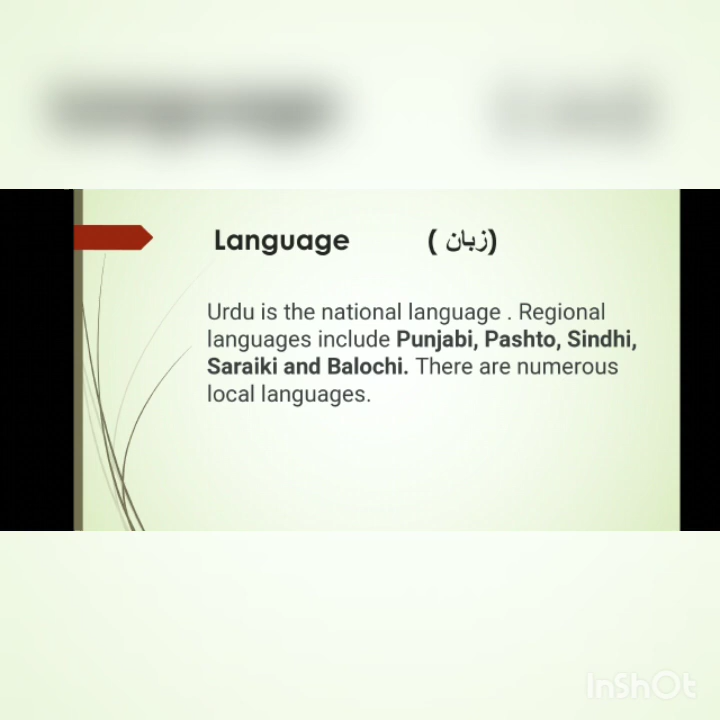 Language ( زبان)
Urdu is the national language . Regional
languages include Punjabi, Pashto, Sindhi,
Saraiki and Balochi. There are numerous
local languages.
InShOt